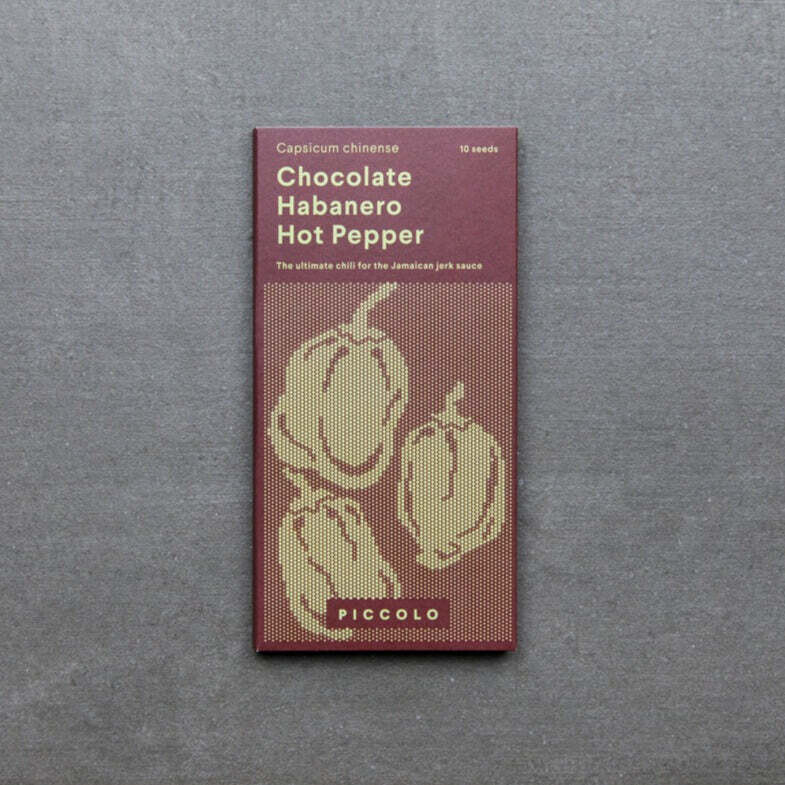 Capsicum chinense
10 seeds
Chocolate
Habanero
Hot Pepper
The ultimate chili for the Jamaican jerk sauce
PICCOLO